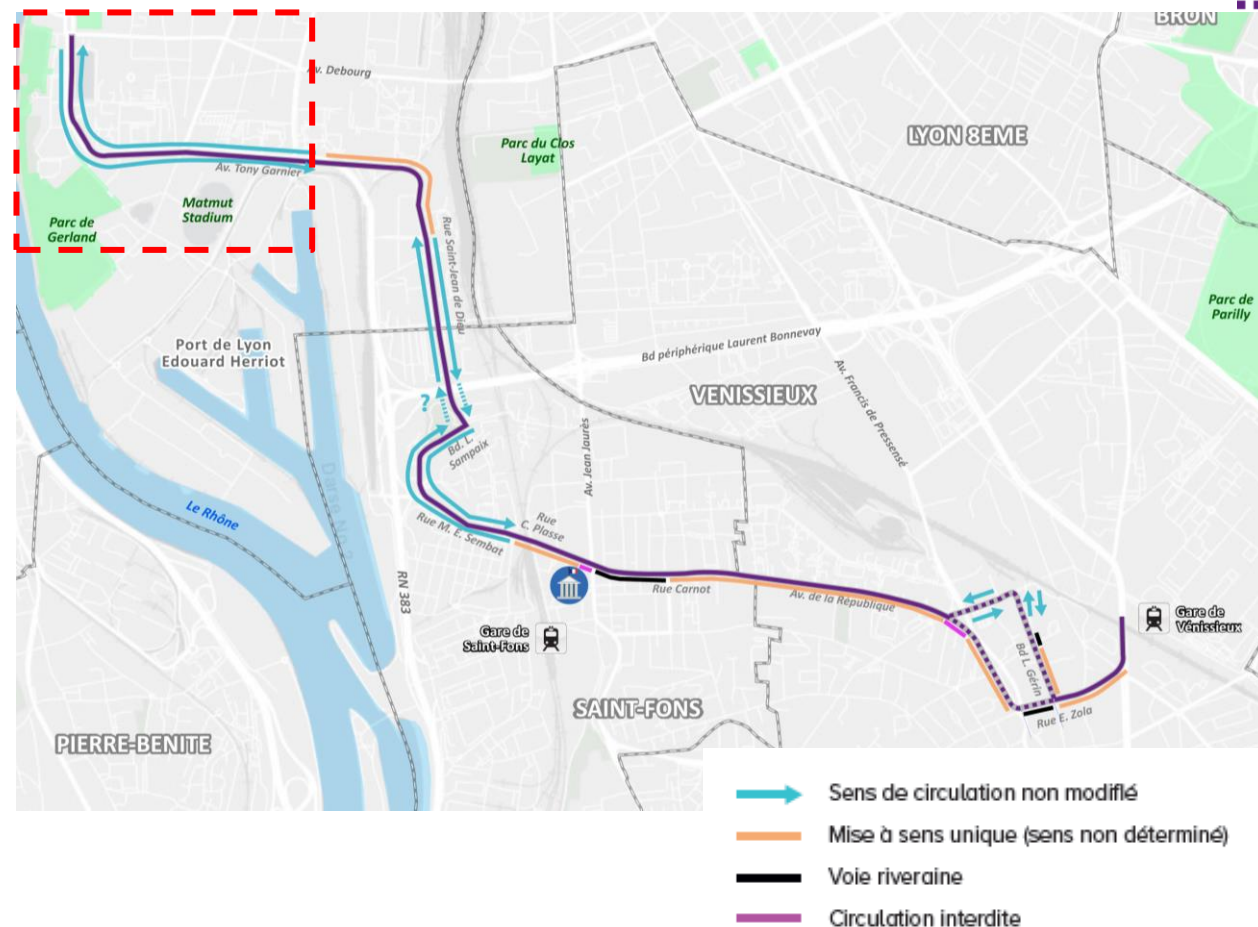 BRON
Av. Debourg
LYON 8EME
Parc du Clos
Layat
Av. Tony Garnier
Matmut
Stadium
Parc de
Gerland
Rue Saint-Jean de Dieu
Parc de
Parilly
Port de Lyon
Edouard Herriot
Bd périphérique Laurent Bonnevay
Av. Francis de Pressensé
VENISSIEUX
?
Bd. L.
Sampaix
Av. Jean Jaurès
Darse No 2
Le Rhône
Rue
C. Plasse
Rue M. E. Sembat
RN 383
Rue Carnot
Av. de la République
Gare de
Saint-Fons
Gare de
Vénissieux
Bd L. Gérin
Rue E. Zola
SAINT-FONS
PIERRE-BENITE
Sens de circulation non modifié
Mise à sens unique (sens non déterminé)
Voie riveraine
Circulation interdite